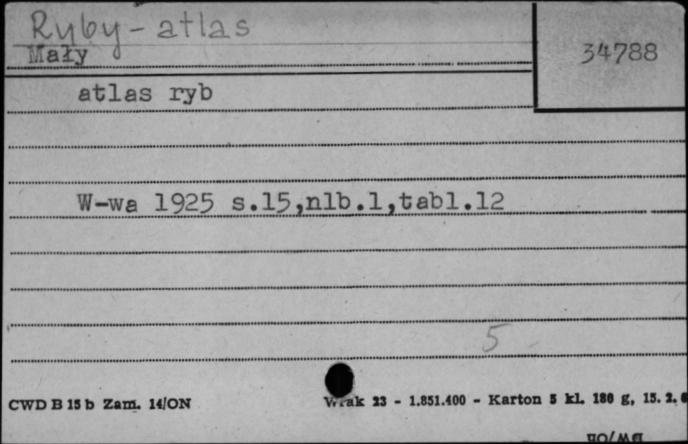 Ryby - atlas
Mały
34788
atlas ryb
W-wa 1925 s.15,nlb.1,tabl.12
5
CWD B 15 b Zam. 14/ON
23 - 1.851.400 - Karton 5 kl. 180 g, 15. 2.